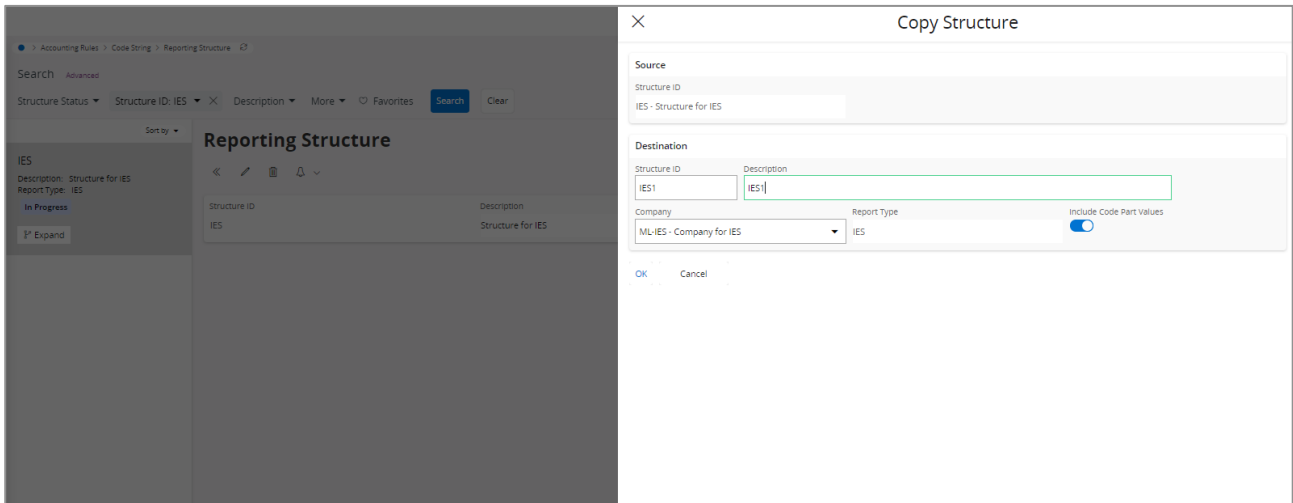 > Accounting Rules > Code String > Reporting Structure
Search Advanced
Structure Status Structure ID: IES Description More Favorites Search Clear
Sort by
IES
Description: Structure for IES
Report Type: IES
In Progress
Expand
Reporting Structure
Structure ID Description
IES Structure for IES
Copy Structure
Source
Structure ID
IES - Structure for IES
Destination
Structure ID Description
IES1 IES1
Company Report Type Include Code Part Values
ML-IES - Company for IES IES
OK Cancel